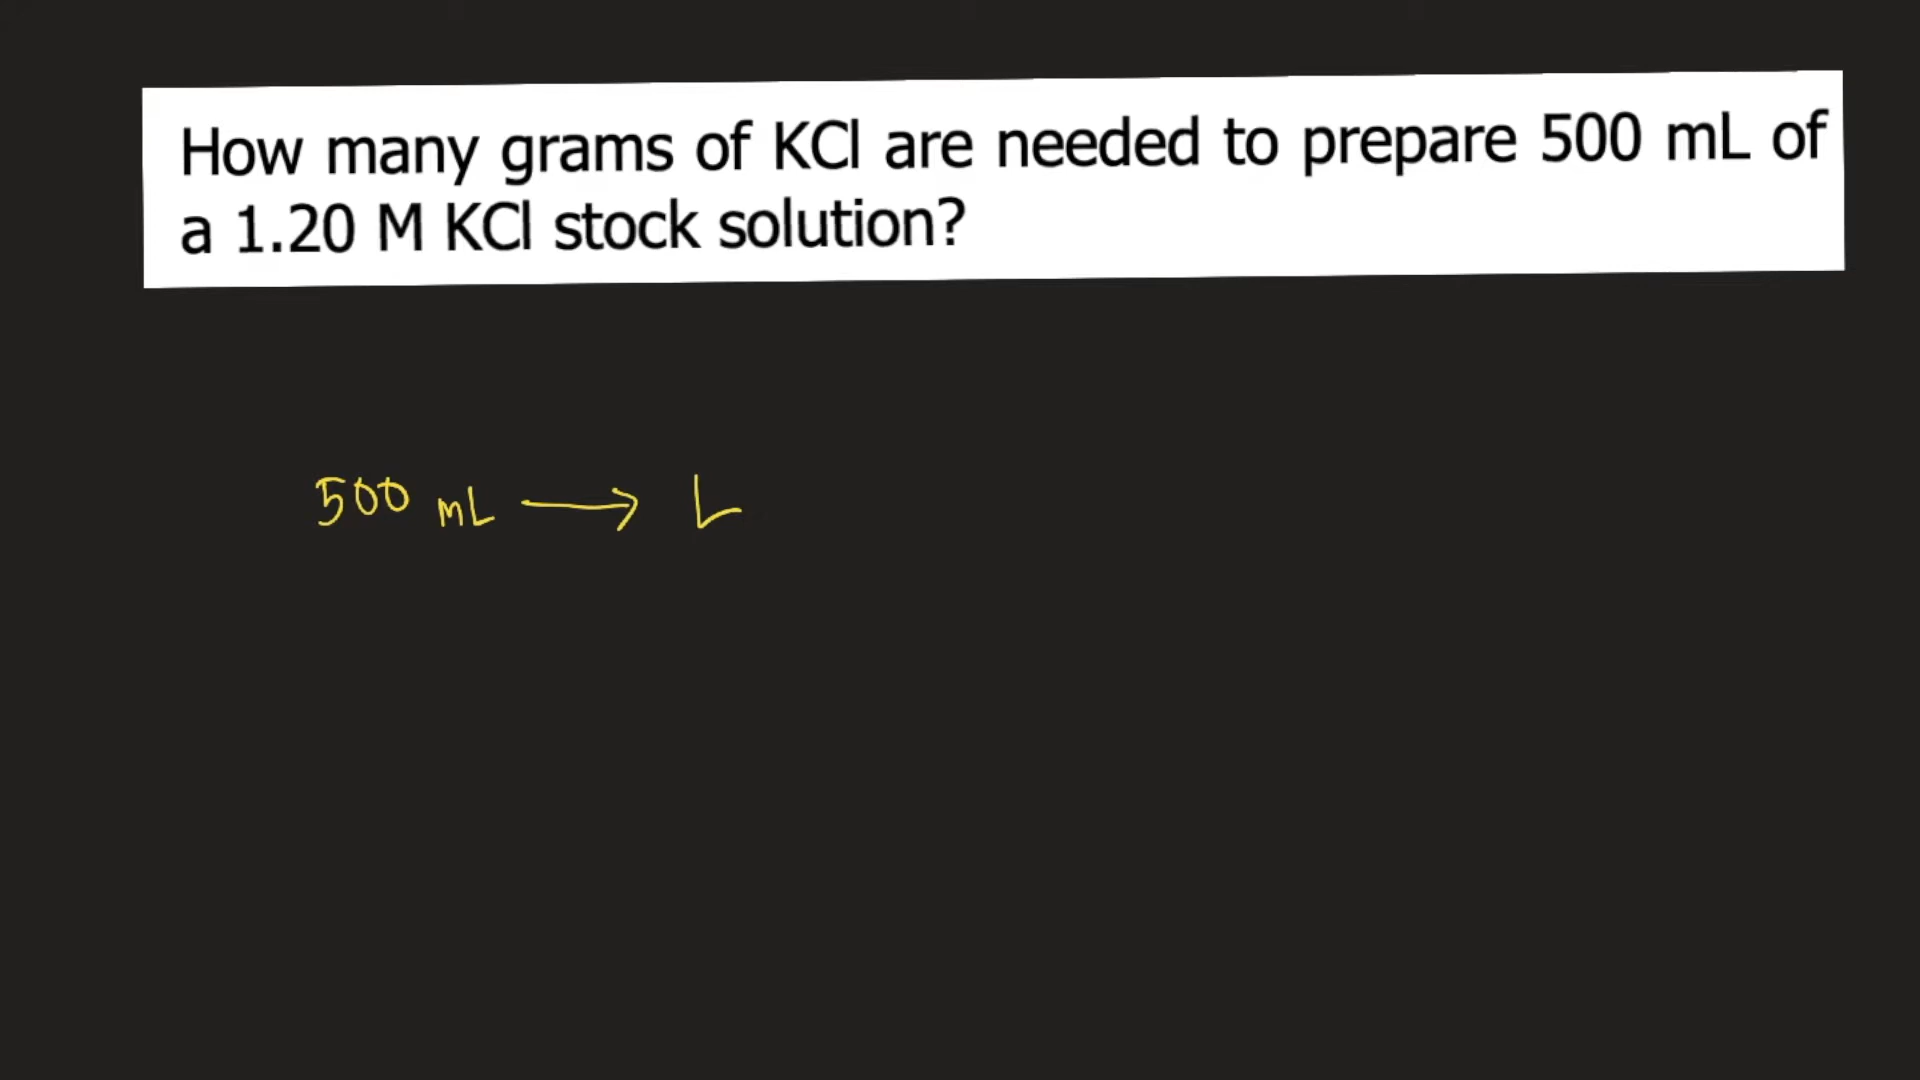 How many grams of KCl are needed to prepare 500 mL of
a 1.20 M KCl stock solution?
500 mL → L